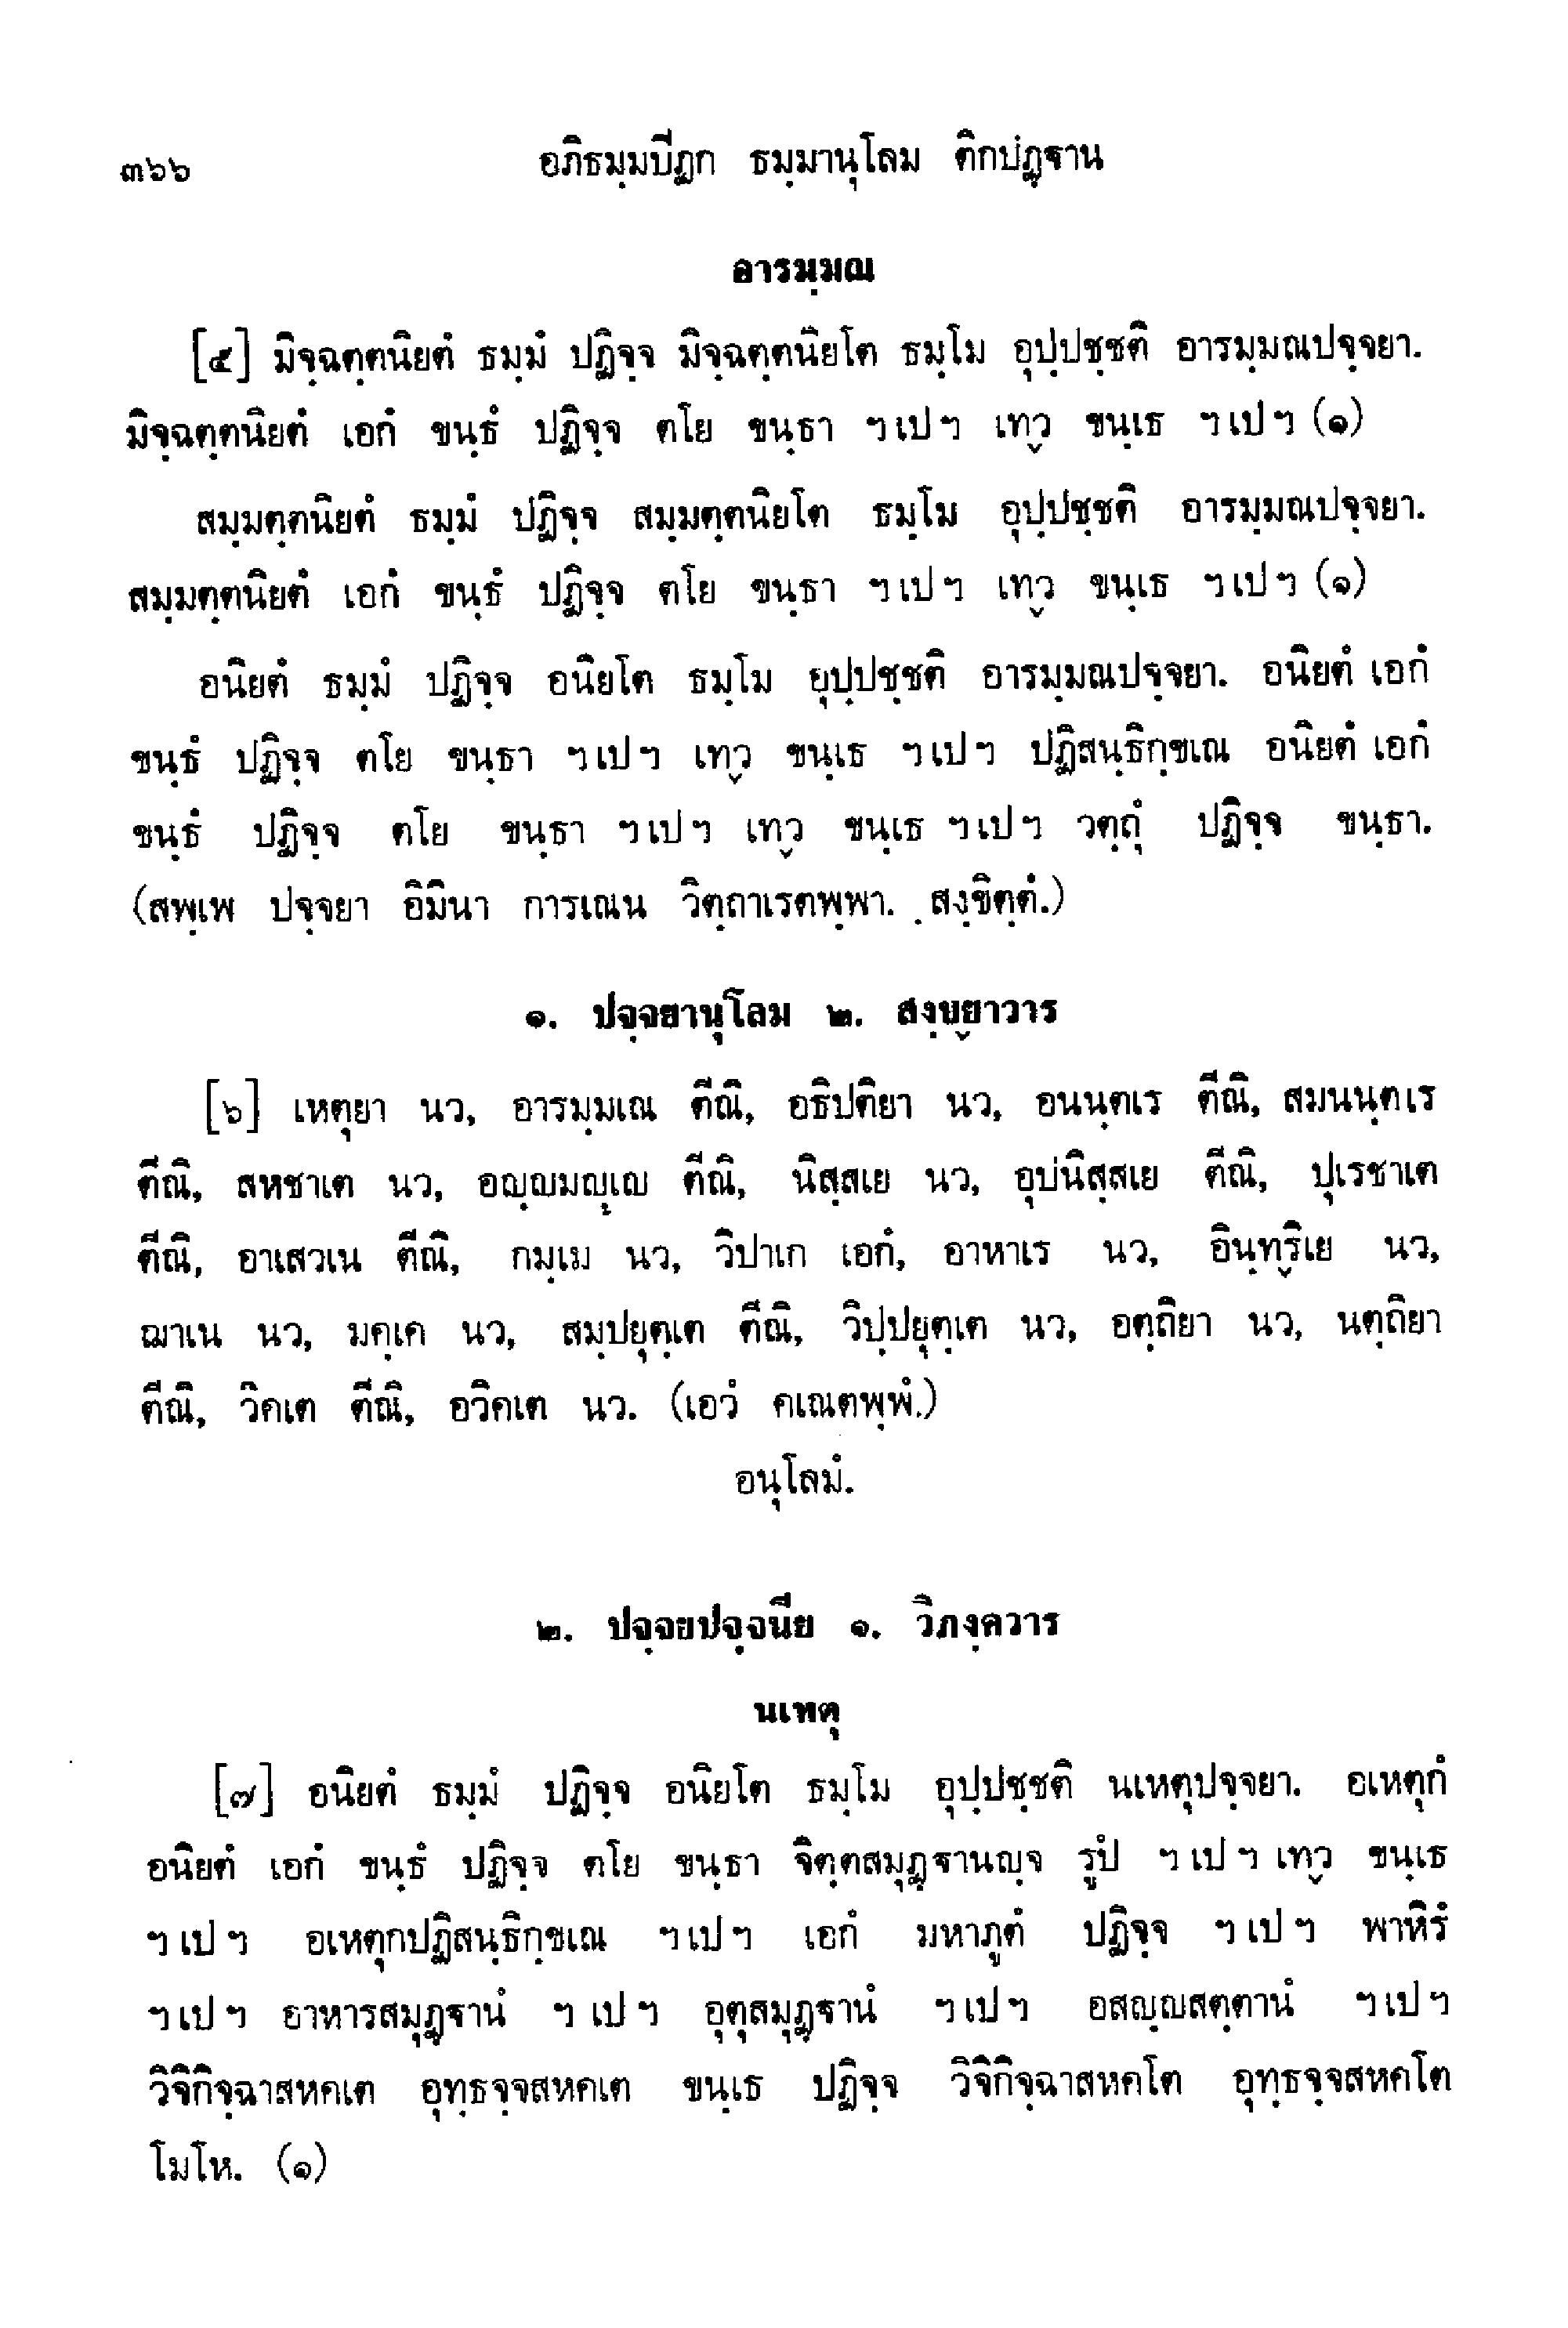 ๓๖๖ อภิธมฺมปิฏก ธมฺมานุโลม ติกปฏฺฐาน
อารมฺมณ
[๕] มิจฺฉตฺตนิยตํ ธมฺมํ ปฏิจฺจ มิจฺฉตฺตนิยโต ธมฺโม อุปฺปชฺชติ อารมฺมณปจฺจยา.
มิจฺฉตฺตนิยตํ เอกํ ขนฺธํ ปฏิจฺจ ตโย ขนฺธา ฯ เป ฯ เทฺว ขนฺเธ ฯ เป ฯ (๑)
สมฺมตฺตนิยตํ ธมฺมํ ปฏิจฺจ สมฺมตฺตนิยโต ธมฺโม อุปฺปชฺชติ อารมฺมณปจฺจยา.
สมฺมตฺตนิยตํ เอกํ ขนฺธํ ปฏิจฺจ ตโย ขนฺธา ฯ เป ฯ เทฺว ขนฺเธ ฯ เป ฯ (๑)
อนิยตํ ธมฺมํ ปฏิจฺจ อนิยโต ธมฺโม ยุปฺปชฺชติ อารมฺมณปจฺจยา. อนิยตํ เอกํ
ขนฺธํ ปฏิจฺจ ตโย ขนฺธา ฯ เป ฯ เทฺว ขนฺเธ ฯ เป ฯ ปฏิสนฺธิกฺขเณ อนิยตํ เอกํ
ขนฺธํ ปฏิจฺจ ตโย ขนฺธา ฯ เป ฯ เทฺว ขนฺเธ ฯ เป ฯ วตฺถุํ ปฏิจฺจ ขนฺธา.
(สพฺเพ ปจฺจยา อิมินา การเณน วิตฺถาเรตพฺพา. สงฺขิตฺตํ.)
๑. ปจฺจยานุโลม ๒. สงฺขฺยาวาร
[๖] เหตุยา นว, อารมฺมเณ ตีณิ, อธิปติยา นว, อนนฺตเร ตีณิ, สมนนฺตเร
ตีณิ, สหชาเต นว, อญฺญมญฺเญ ตีณิ, นิสฺสเย นว, อุปนิสฺสเย ตีณิ, ปุเรชาเต
ตีณิ, อาเสวเน ตีณิ, กมฺเม นว, วิปาเก เอกํ, อาหาเร นว, อินฺทฺริเย นว,
ฌาเน นว, มคฺเค นว, สมฺปยุตฺเต ตีณิ, วิปฺปยุตฺเต นว, อตฺถิยา นว, นตฺถิยา
ตีณิ, วิคเต ตีณิ, อวิคเต นว. (เอวํ คเณตพฺพํ.)
อนุโลมํ.
๒. ปจฺจยปจฺจนีย ๑. วิภงฺควาร
นเหตุ
[๗] อนิยตํ ธมฺมํ ปฏิจฺจ อนิยโต ธมฺโม อุปฺปชฺชติ นเหตุปจฺจยา. อเหตุกํ
อนิยตํ เอกํ ขนฺธํ ปฏิจฺจ ตโย ขนฺธา จิตฺตสมุฏฺฐานญฺจ รูปํ ฯ เป ฯ เทฺว ขนฺเธ
ฯ เป ฯ อเหตุกปฏิสนฺธิกฺขเณ ฯ เป ฯ เอกํ มหาภูตํ ปฏิจฺจ ฯ เป ฯ พาหิรํ
ฯ เป ฯ อาหารสมุฏฺฐานํ ฯ เป ฯ อุตุสมุฏฺฐานํ ฯ เป ฯ อสญฺญสตฺตานํ ฯ เป ฯ
วิจิกิจฺฉาสหคเต อุทฺธจฺจสหคเต ขนฺเธ ปฏิจฺจ วิจิกิจฺฉาสหคโต อุทฺธจฺจสหคโต
โมโห. (๑)